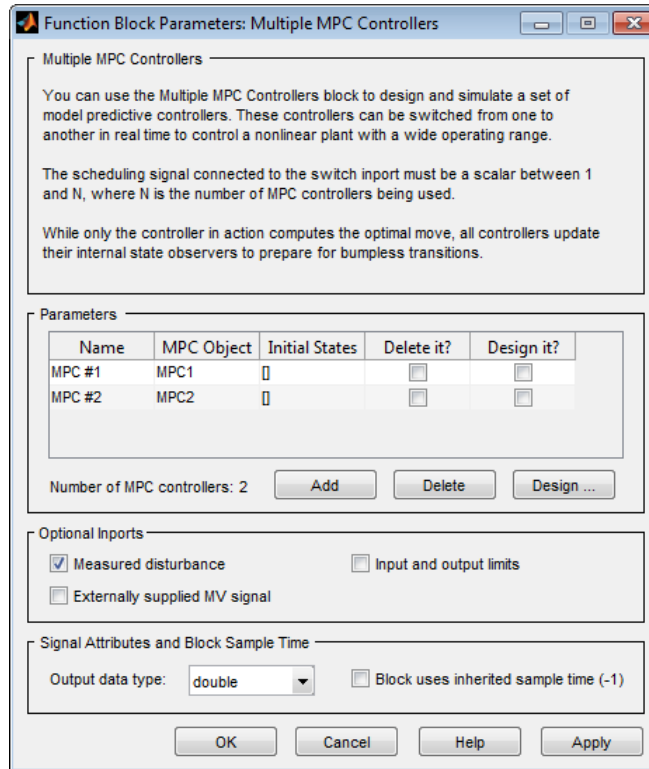 Function Block Parameters: Multiple MPC Controllers
Multiple MPC Controllers
You can use the Multiple MPC Controllers block to design and simulate a set of
model predictive controllers. These controllers can be switched from one to
another in real time to control a nonlinear plant with a wide operating range.
The scheduling signal connected to the switch inport must be a scalar between 1
and N, where N is the number of MPC controllers being used.
While only the controller in action computes the optimal move, all controllers update
their internal state observers to prepare for bumpless transitions.
Parameters
Name MPC Object Initial States Delete it? Design it?
MPC #1 MPC1 []
MPC #2 MPC2 []
Number of MPC controllers: 2 Add Delete Design ...
Optional Inports
Measured disturbance Input and output limits
Externally supplied MV signal
Signal Attributes and Block Sample Time
Output data type: double Block uses inherited sample time (-1)
OK Cancel Help Apply